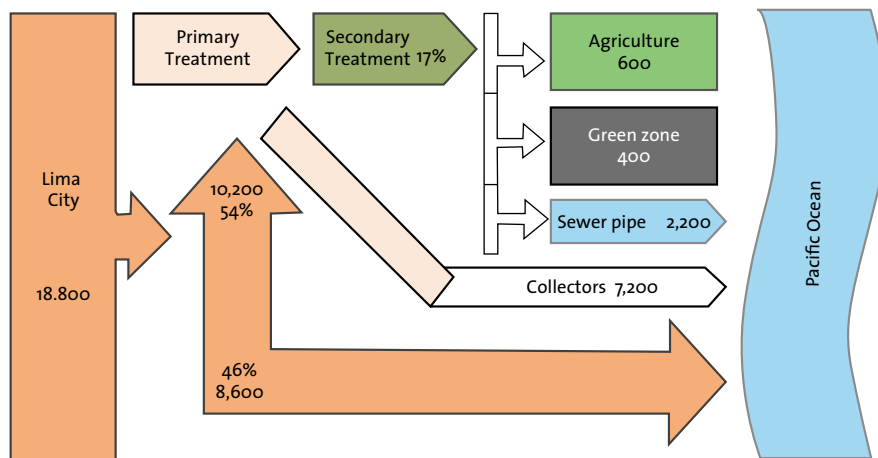 Lima
City
18.800
Primary
Treatment
Secondary
Treatment 17%
Agriculture
600
Green zone
400
Sewer pipe 2,200
Collectors 7,200
10,200
54%
46%
8,600
Pacific Ocean